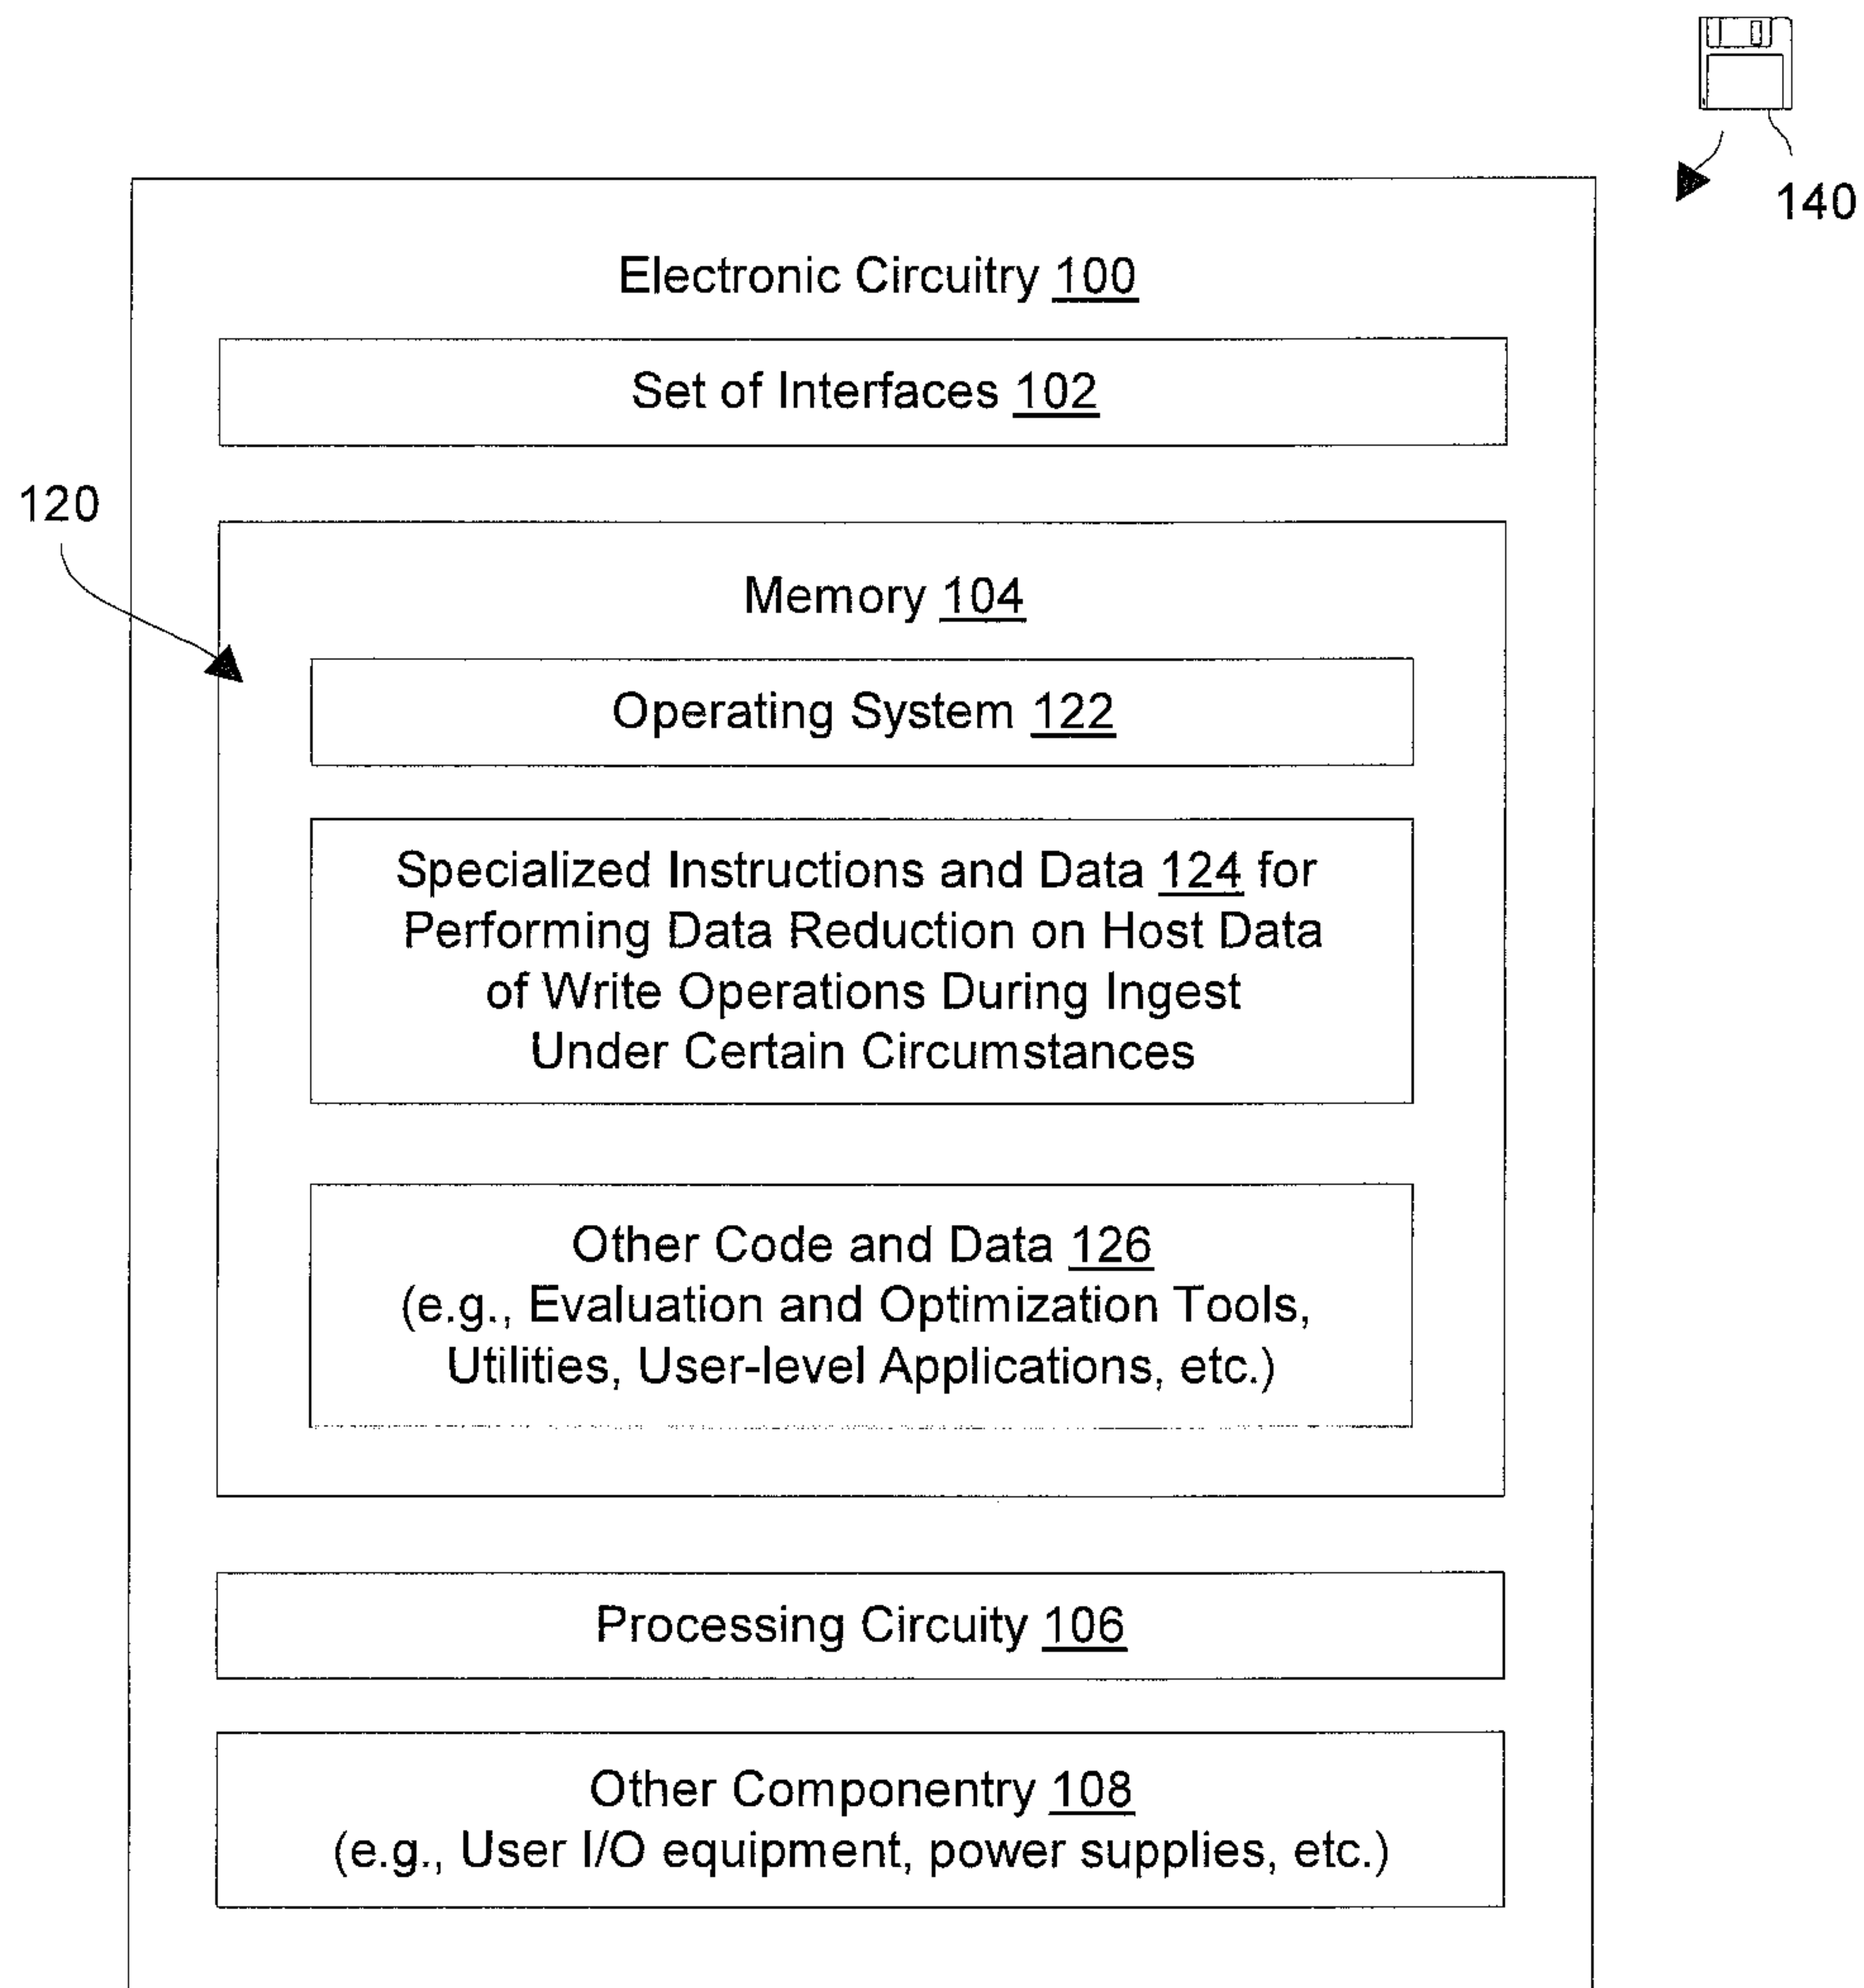 140
Electronic Circuitry 100
Set of Interfaces 102
120
Memory 104
Operating System 122
Specialized Instructions and Data 124 for
Performing Data Reduction on Host Data
of Write Operations During Ingest
Under Certain Circumstances
Other Code and Data 126
(e.g., Evaluation and Optimization Tools,
Utilities, User-level Applications, etc.)
Processing Circuity 106
Other Componentry 108
(e.g., User I/O equipment, power supplies, etc.)